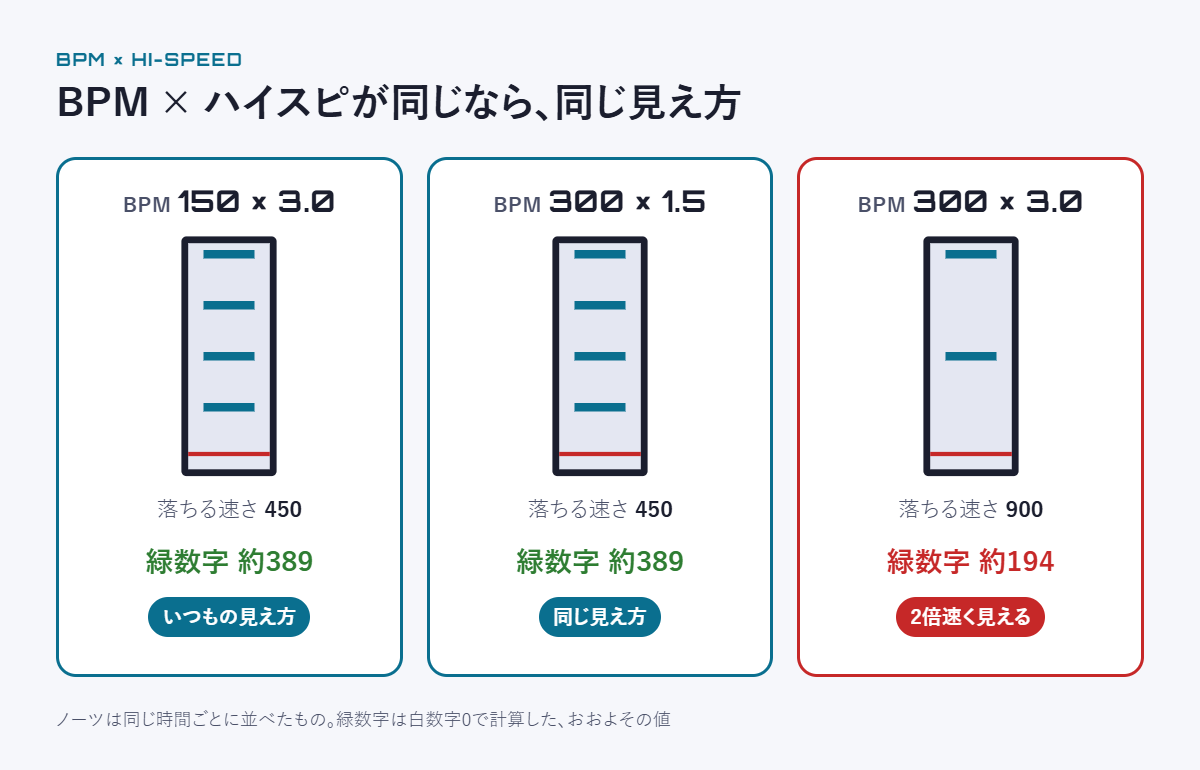 BPM × HI-SPEED
BPM × ハイスピが同じなら、同じ見え方
BPM 150 × 3.0
落ちる速さ 450
緑数字 約389
いつもの見え方
BPM 300 × 1.5
落ちる速さ 450
緑数字 約389
同じ見え方
BPM 300 × 3.0
落ちる速さ 900
緑数字 約194
2倍速く見える
ノーツは同じ時間ごとに並べたもの。緑数字は白数字0で計算した、おおよその値